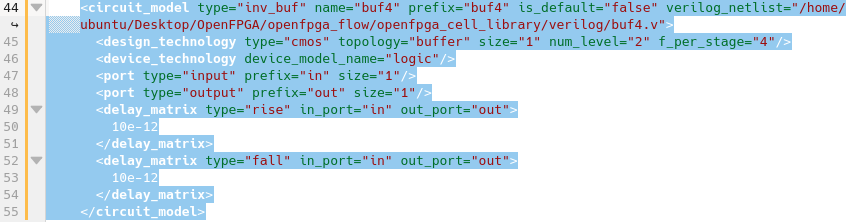 44 <circuit_model type="inv_buf" name="buf4" prefix="buf4" is_default="false" verilog_netlist="/home/
ubuntu/Desktop/OpenFPGA/openfpga_flow/openfpga_cell_library/verilog/buf4.v">
45 <design_technology type="cmos" topology="buffer" size="1" num_level="2" f_per_stage="4"/>
46 <device_technology device_model_name="logic"/>
47 <port type="input" prefix="in" size="1"/>
48 <port type="output" prefix="out" size="1"/>
49 <delay_matrix type="rise" in_port="in" out_port="out">
50 10e-12
51 </delay_matrix>
52 <delay_matrix type="fall" in_port="in" out_port="out">
53 10e-12
54 </delay_matrix>
55 </circuit_model>